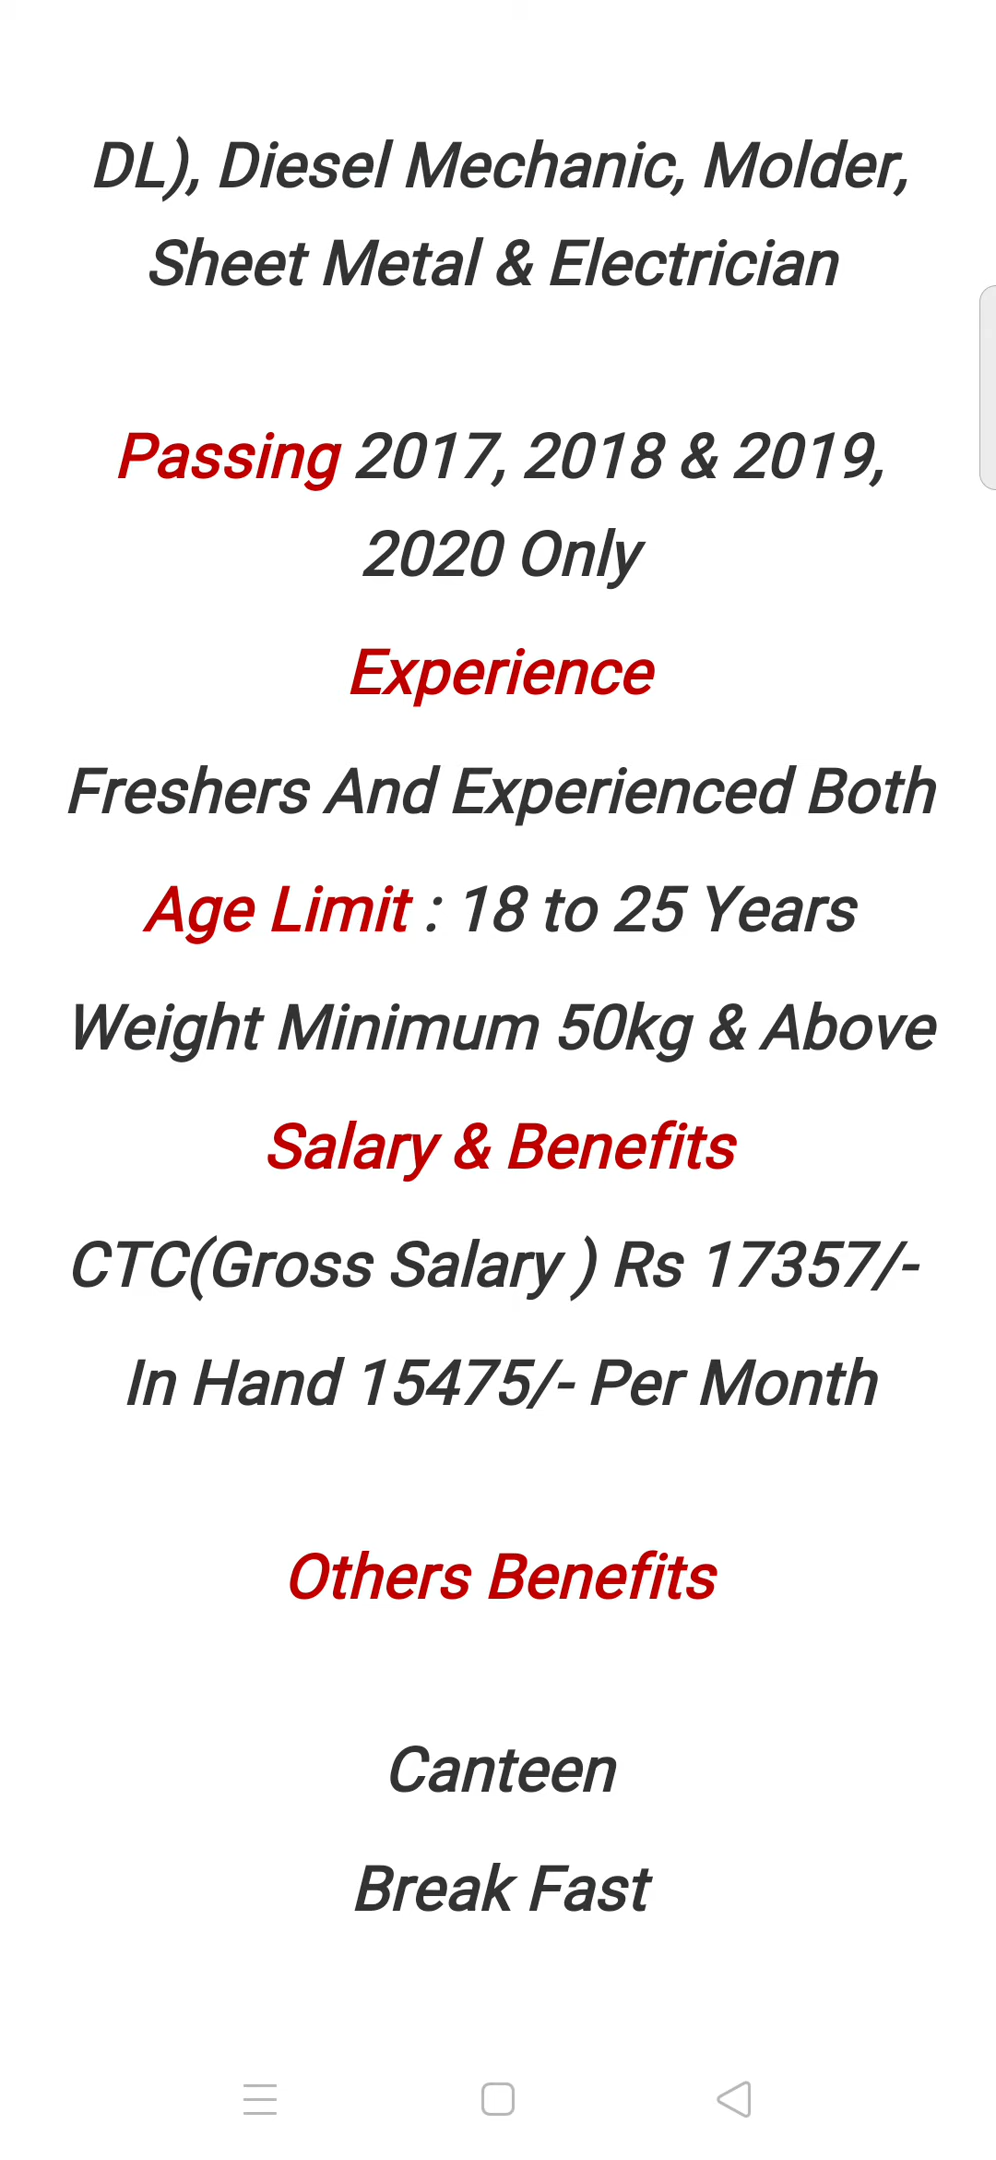 DL), Diesel Mechanic, Molder,
Sheet Metal & Electrician
Passing 2017, 2018 & 2019,
2020 Only
Experience
Freshers And Experienced Both
Age Limit : 18 to 25 Years
Weight Minimum 50kg & Above
Salary & Benefits
CTC(Gross Salary ) Rs 17357/-
In Hand 15475/- Per Month
Others Benefits
Canteen
Break Fast